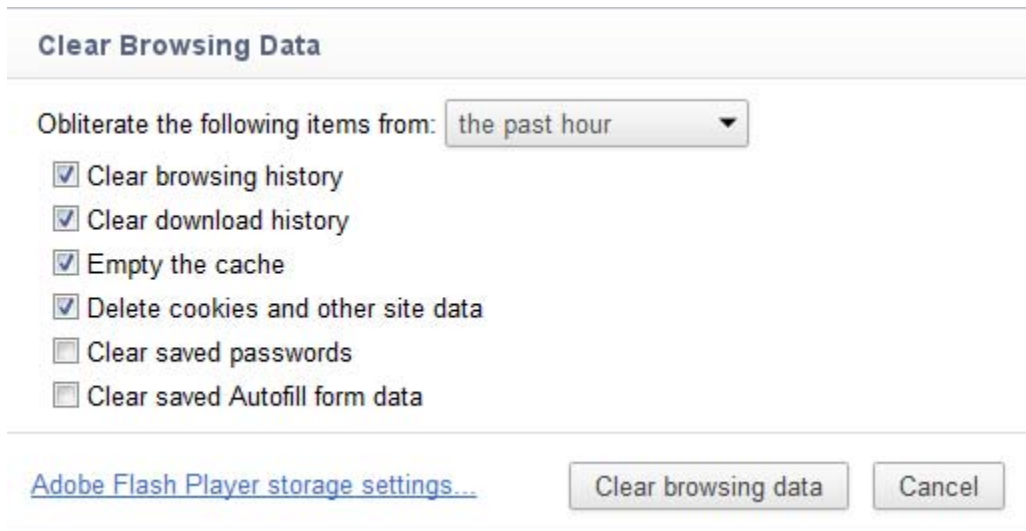 Clear Browsing Data
Obliterate the following items from: the past hour
Clear browsing history
Clear download history
Empty the cache
Delete cookies and other site data
Clear saved passwords
Clear saved Autofill form data
Adobe Flash Player storage settings... Clear browsing data Cancel